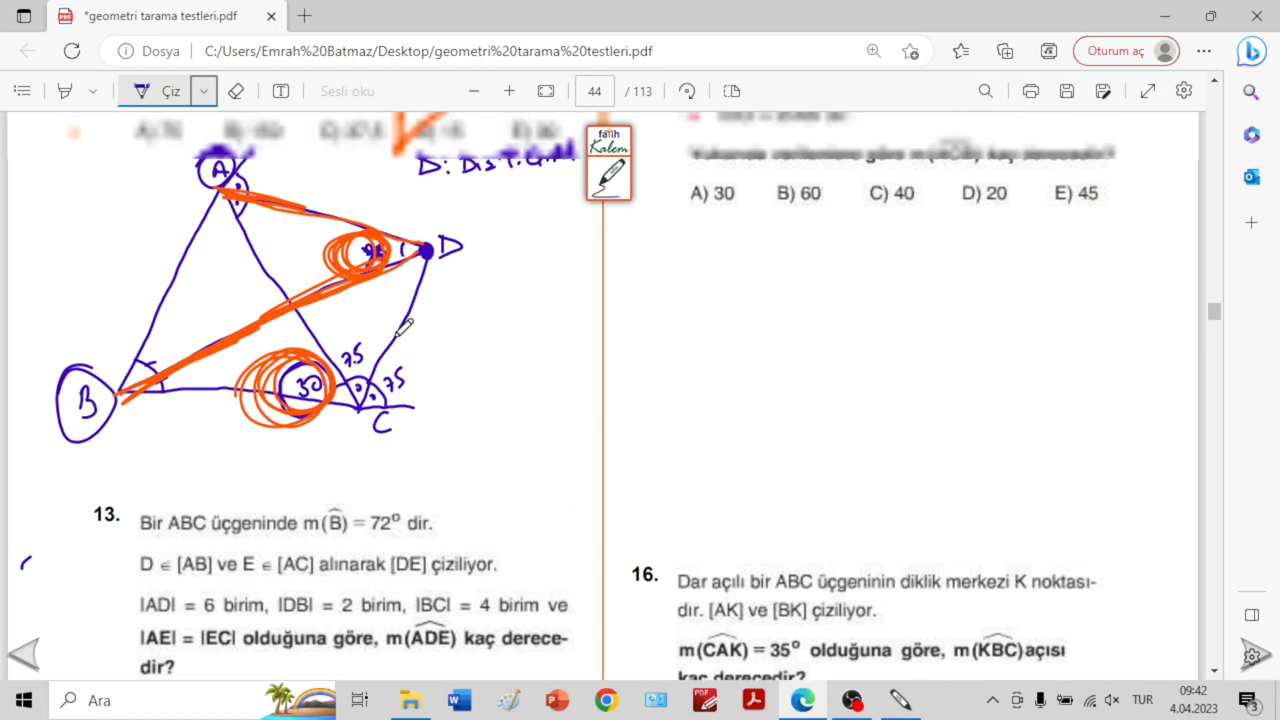 *geometri tarama testleri.pdf
Dosya
C:/Users/Emrah%20Batmaz/Desktop/geometri%20tarama%20testleri.pdf
Oturum aç
Çiz
Sesli oku
44 / 113
fatih
Kalem
A
D
B
C
30
75
75
13.
Bir ABC üçgeninde m(B) = 72° dir.
D ∈ [AB] ve E ∈ [AC] alınarak [DE] çiziliyor.
|AD| = 6 birim, |DB| = 2 birim, |BC| = 4 birim ve
|AE| = |EC| olduğuna göre, m(ADE) kaç derece-
dir?
A) 30 B) 60 C) 40 D) 20 E) 45
16.
Dar açılı bir ABC üçgeninin diklik merkezi K noktası-
dır. [AK] ve [BK] çiziliyor.
m(CAK) = 35° olduğuna göre, m(KBC) açısı
kaç derecedir?
Ara
TUR
09:42
4.04.2023
3